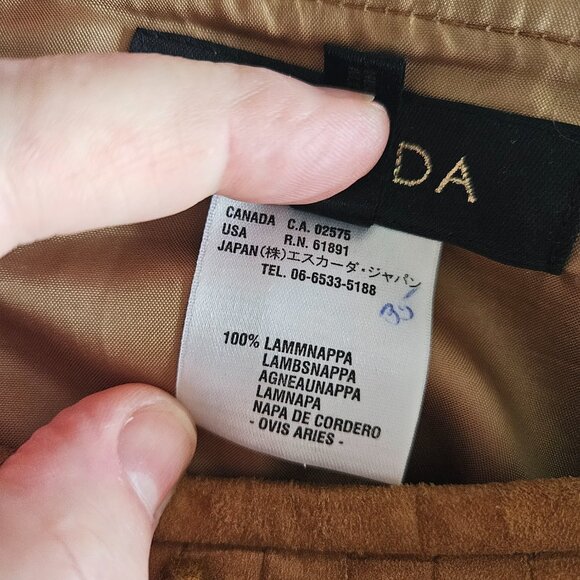 DA
CANADA C.A. 02575
USA R.N. 61891
JAPAN (株)エスカーダ・ジャパン
TEL. 06-6533-5188
100% LAMMNAPPA
LAMBSNAPPA
AGNEAUNAPPA
LAMNAPA
NAPA DE CORDERO
- OVIS ARIES -